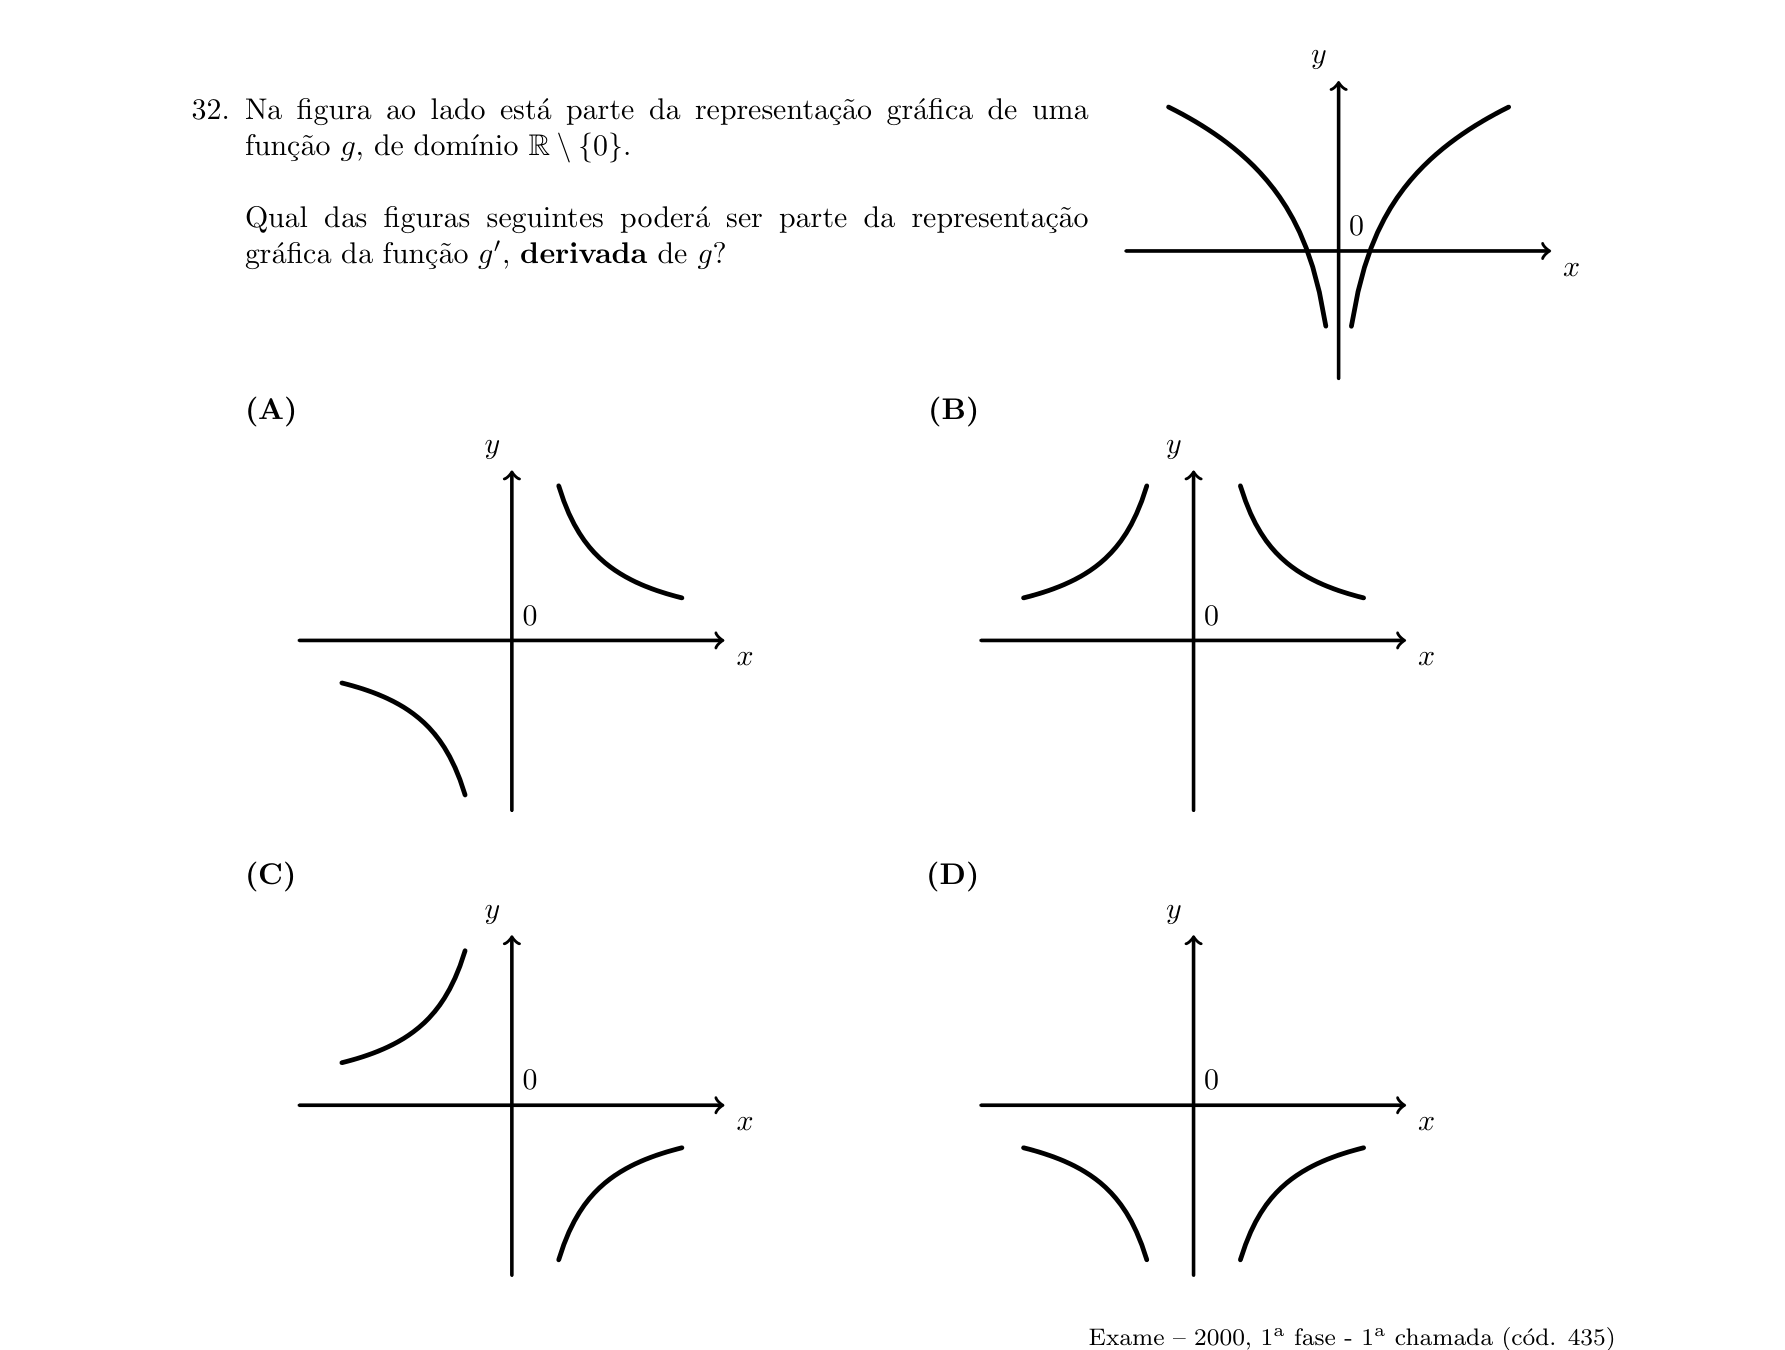 y
32. Na figura ao lado está parte da representação gráfica de uma
função g, de domínio ℝ \ {0}.
Qual das figuras seguintes poderá ser parte da representação
gráfica da função g′, derivada de g?
0
x
(A)
(B)
y
y
0
0
x
x
(C)
(D)
y
y
0
0
x
x
Exame – 2000, 1ª fase - 1ª chamada (cód. 435)